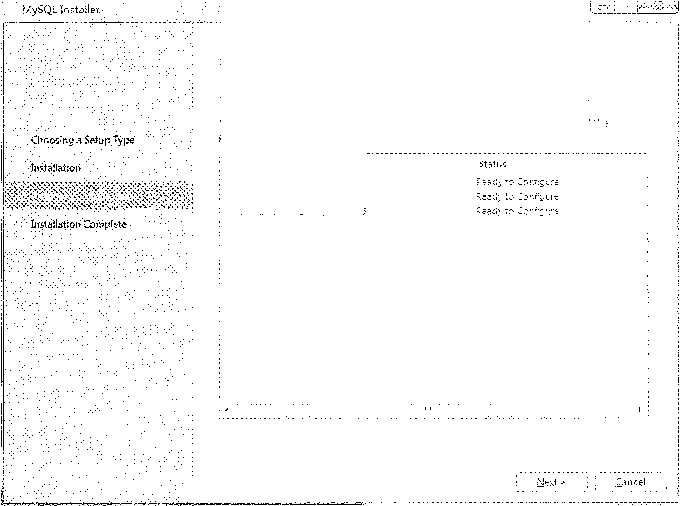 MySQL Installer
Choosing a Setup Type
Installation
Installation Complete
Status
Ready to Configure
Ready to Configure
Ready to Configure
Next >
Cancel